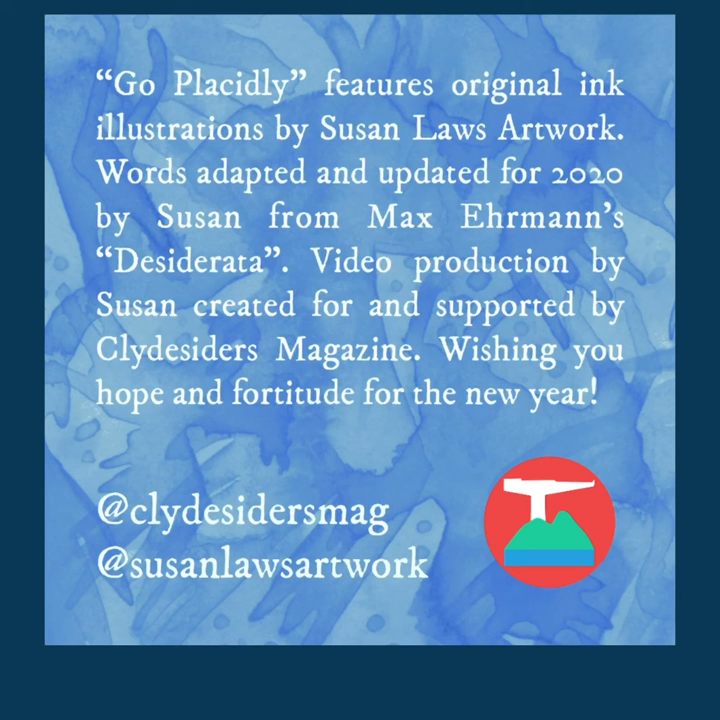 “Go Placidly” features original ink
illustrations by Susan Laws Artwork.
Words adapted and updated for 2020
by Susan from Max Ehrmann’s
“Desiderata”. Video production by
Susan created for and supported by
Clydesiders Magazine. Wishing you
hope and fortitude for the new year!
@clydesidersmag
@susanlawsartwork